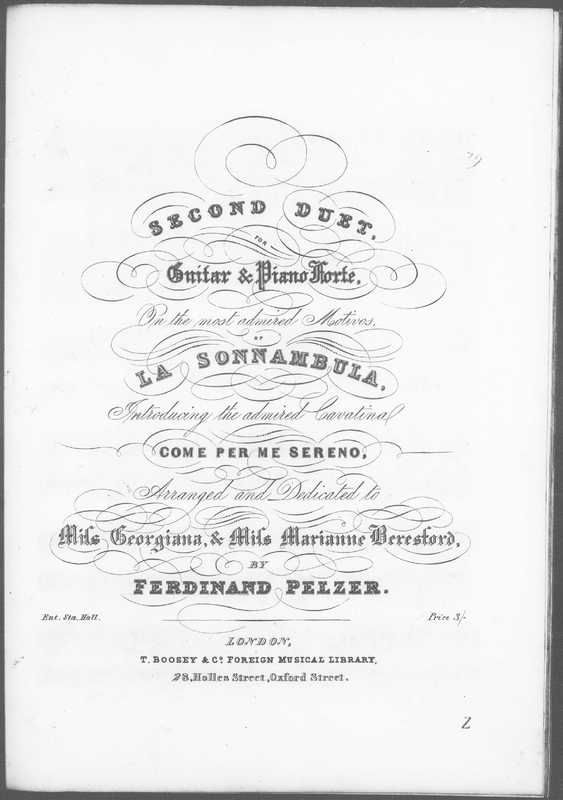 79
SECOND DUET,
FOR
Guitar & Piano Forte,
On the most admired Motivos,
OF
LA SONNAMBULA,
Introducing the admired Cavatina
COME PER ME SERENO,
Arranged and Dedicated to
Miſs Georgiana, & Miſs Marianne Beresford,
BY
FERDINAND PELZER.
Ent. Sta. Hall. Price 3/-
LONDON,
T. BOOSEY & Co. FOREIGN MUSICAL LIBRARY,
28, Holles Street, Oxford Street.
Z